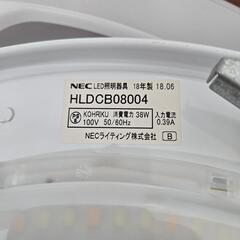 NEC LED照明器具 18年製 18.06
HLDCB08004
KOHRKU 消費電力 38W 入力電流
100V 50/60Hz 0.39A
NECライティング株式会社 B